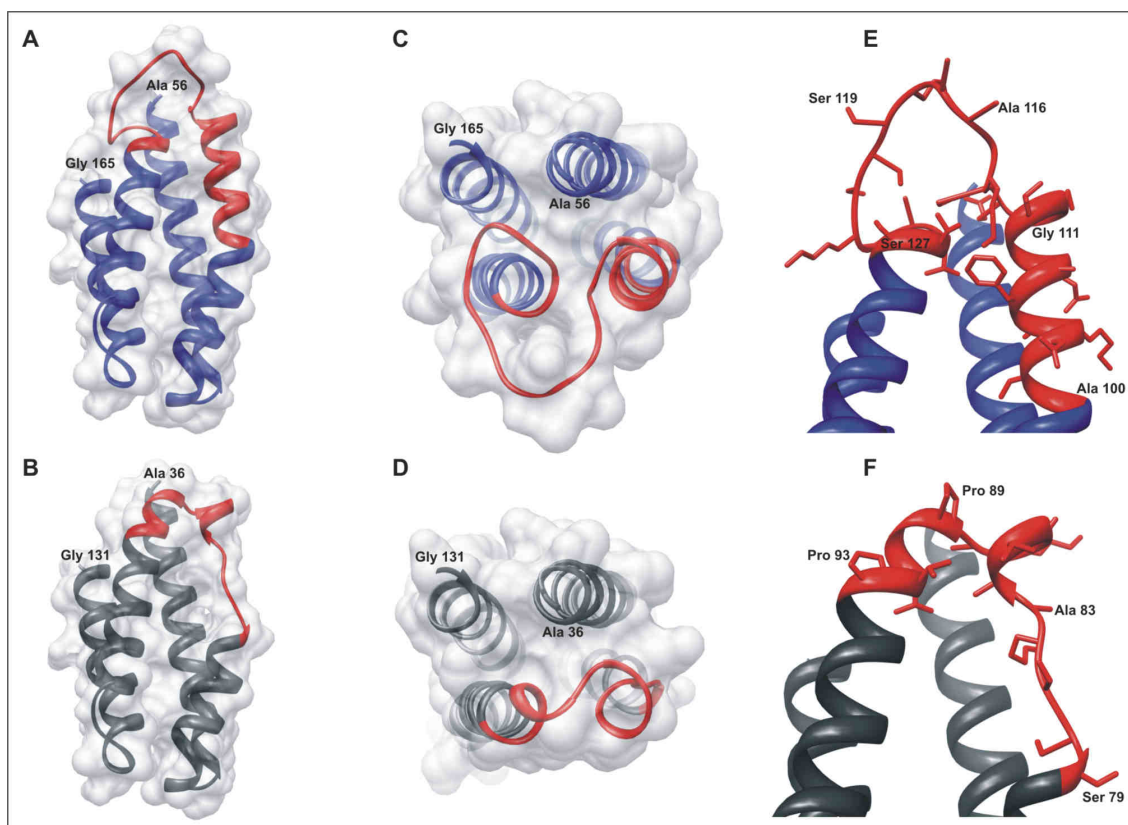 A
Ala 56
Gly 165
C
Gly 165
Ala 56
E
Ser 119
Ala 116
Ser 127
Gly 111
Ala 100
B
Ala 36
Gly 131
D
Gly 131
Ala 36
F
Pro 89
Pro 93
Ala 83
Ser 79